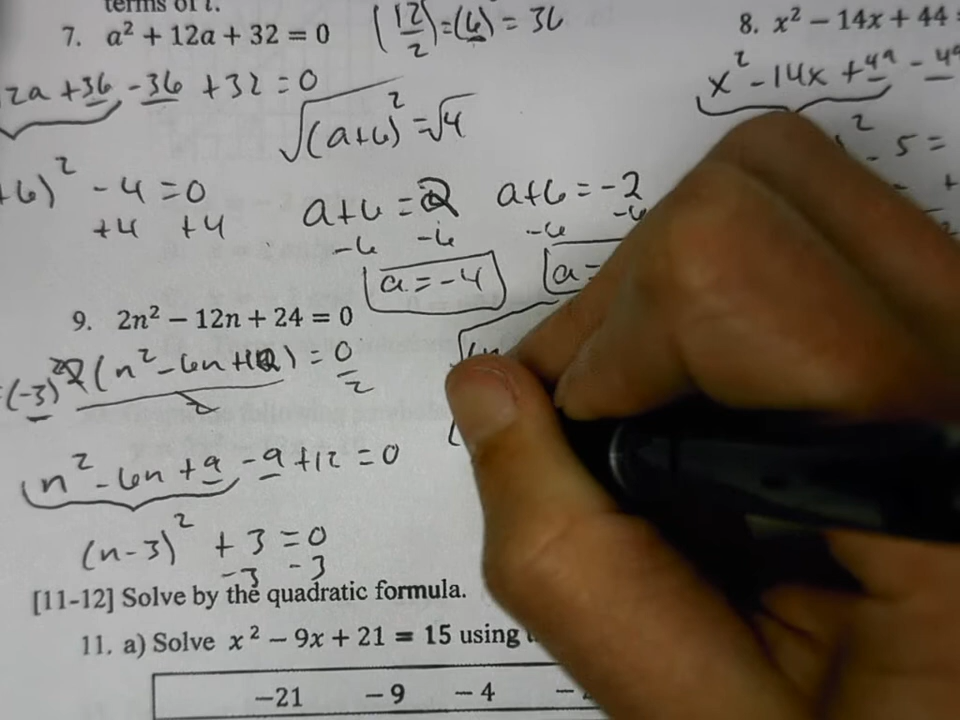 terms of t.
7. a² + 12a + 32 = 0
(12/2) = (6) = 36
2a + 36 - 36 + 32 = 0
√(a+6)² = √4
+6)² - 4 = 0
+4 +4
a+6 = 2
-6 -6
a+6 = -2
-6 -6
a = -4
a =
8. x² − 14x + 44 =
x² - 14x + 49 - 49
² - 5 =
9. 2n² − 12n + 24 = 0
2(n² - 6n + 12) = 0
2 2
(-3)²
n² - 6n + 9 - 9 + 12 = 0
(n-3)² + 3 = 0
-3 -3
[11-12] Solve by the quadratic formula.
11. a) Solve x² − 9x + 21 = 15 using
−21 −9 −4